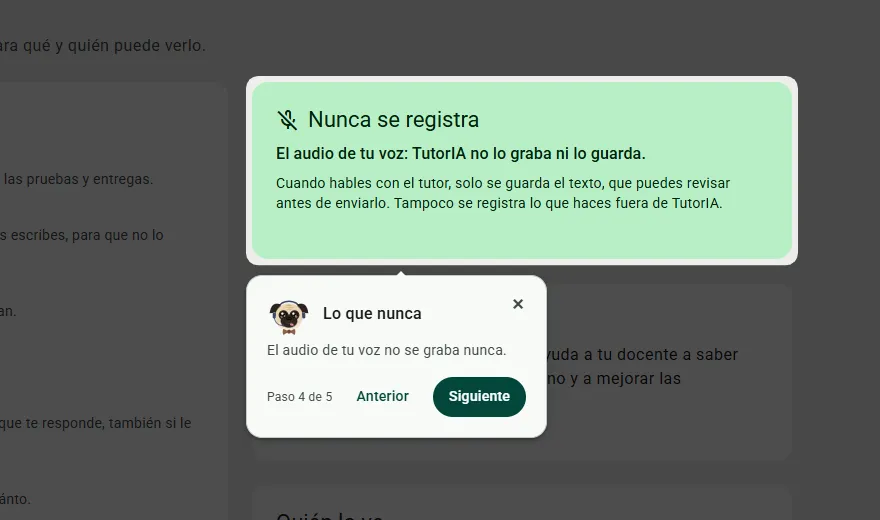 ara qué y quién puede verlo.
Nunca se registra
El audio de tu voz: TutorIA no lo graba ni lo guarda.
Cuando hables con el tutor, solo se guarda el texto, que puedes revisar
antes de enviarlo. Tampoco se registra lo que haces fuera de TutorIA.
las pruebas y entregas.
s escribes, para que no lo
an.
que te responde, también si le
ánto.
Lo que nunca
El audio de tu voz no se graba nunca.
Paso 4 de 5
Anterior
Siguiente
yuda a tu docente a saber
no y a mejorar las